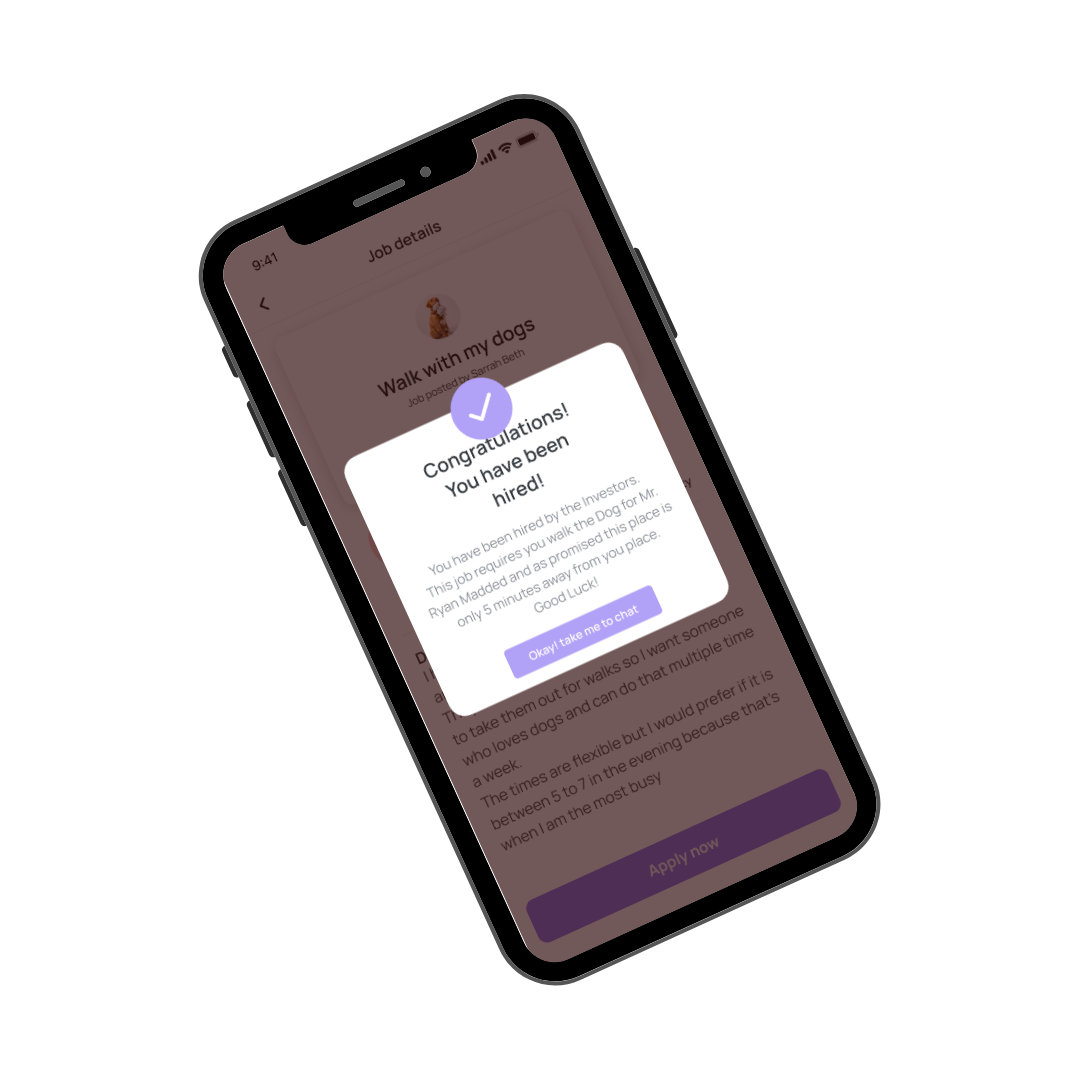 9:41
Job details
Walk with my dogs
Job posted by Sarrah Beth
Congratulations!
You have been
hired!
You have been hired by the Investors.
This job requires you walk the Dog for Mr.
Ryan Madded and as promised this place is
only 5 minutes away from you place.
Good Luck!
Okay! take me to chat
to take them out for walks so I want someone
who loves dogs and can do that multiple time
a week.
The times are flexible but I would prefer if it is
between 5 to 7 in the evening because that's
when I am the most busy
Apply now